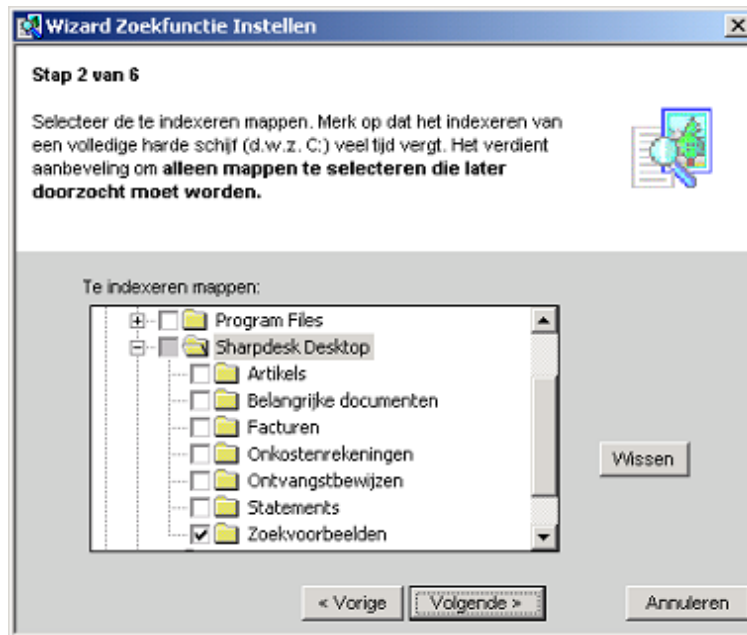 Wizard Zoekfunctie Instellen
Stap 2 van 6
Selecteer de te indexeren mappen. Merk op dat het indexeren van
een volledige harde schijf (d.w.z. C:) veel tijd vergt. Het verdient
aanbeveling om alleen mappen te selecteren die later
doorzocht moet worden.
Te indexeren mappen:
Program Files
Sharpdesk Desktop
Artikels
Belangrijke documenten
Facturen
Onkostenrekeningen
Ontvangstbewijzen
Statements
Zoekvoorbeelden
Wissen
« Vorige
Volgende »
Annuleren